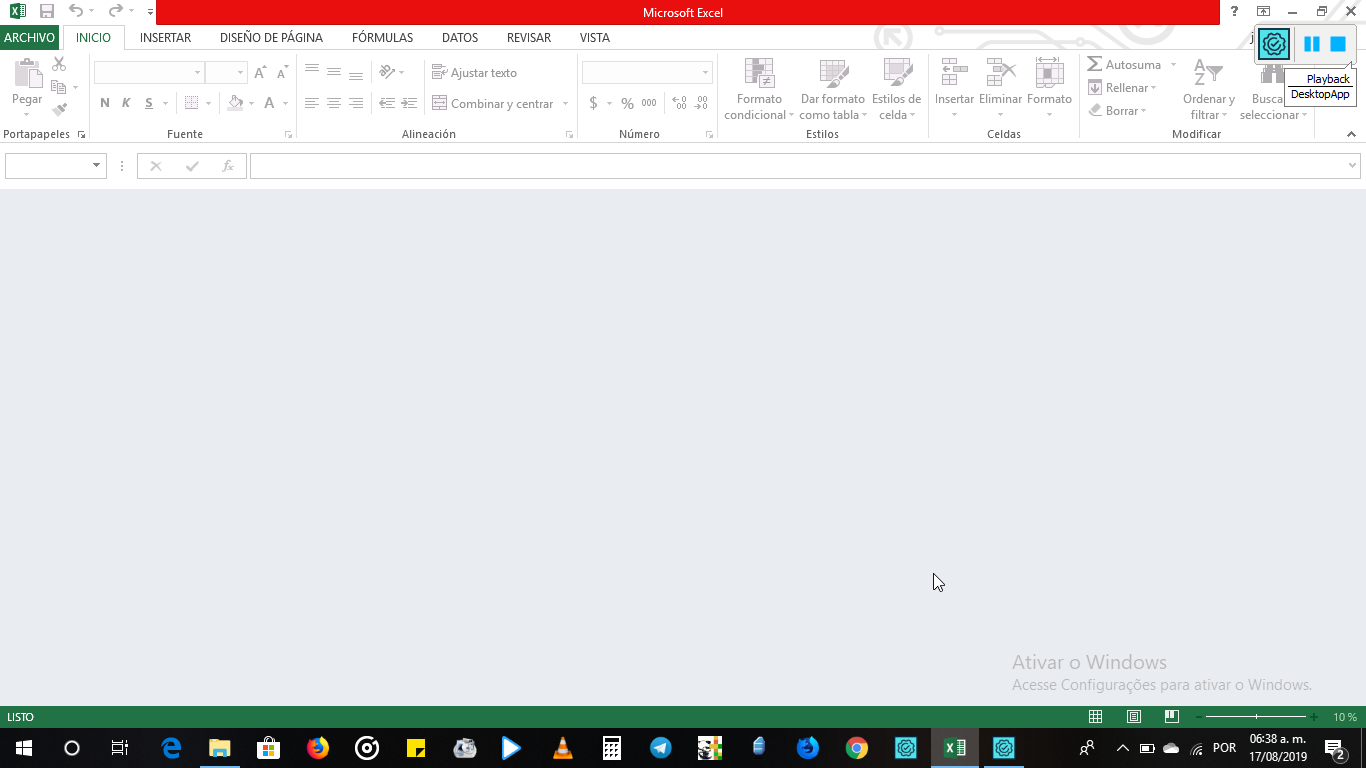 Microsoft Excel
?
ARCHIVO INICIO INSERTAR DISEÑO DE PÁGINA FÓRMULAS DATOS REVISAR VISTA
Playback
DesktopApp
Pegar
Portapapeles
A A
N K S A
Fuente
Ajustar texto
Combinar y centrar
Alineación
$ % 000
Número
Formato
condicional
Dar formato
como tabla
Estilos de
celda
Estilos
Insertar Eliminar Formato
Celdas
Autosuma
Rellenar
Borrar
Ordenar y
filtrar
Busca
seleccionar
Modificar
fx
Ativar o Windows
Acesse Configurações para ativar o Windows.
LISTO
10 %
POR
06:38 a. m.
17/08/2019
2